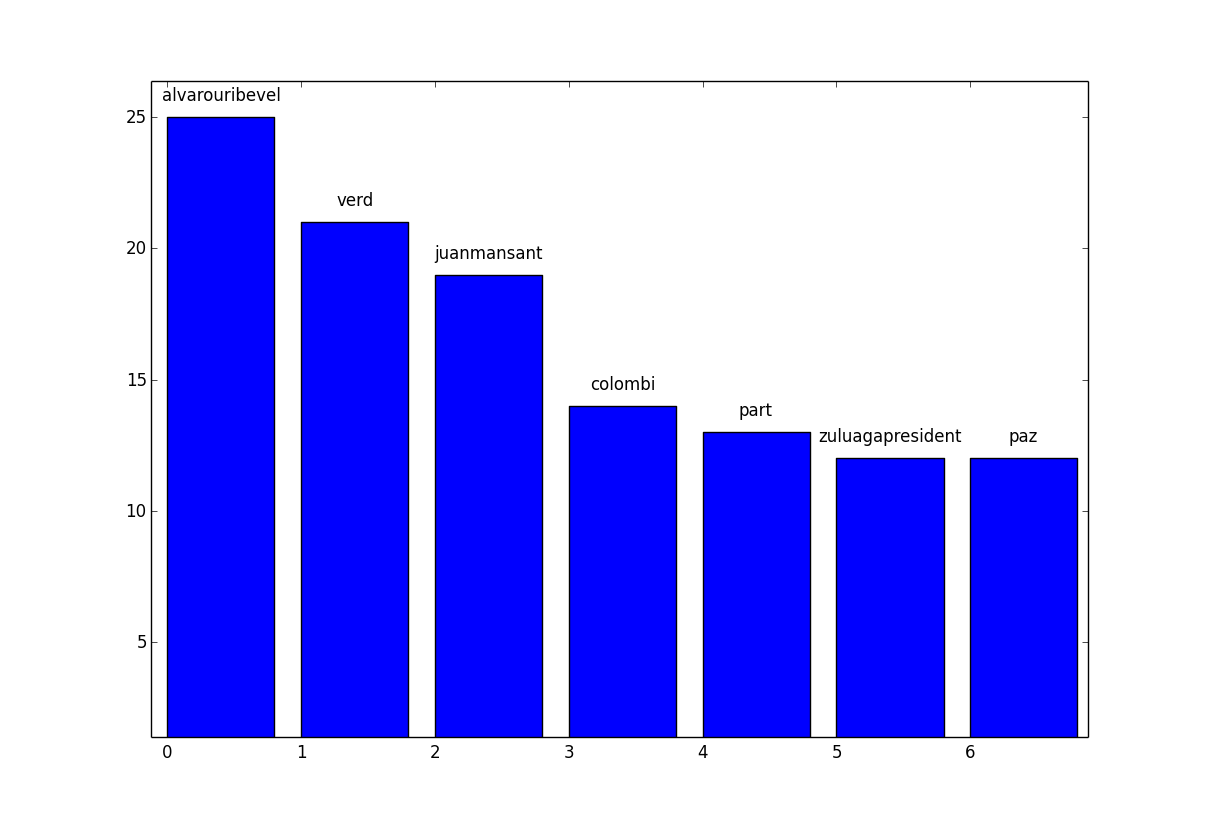 alvarouribevel
25
verd
20
juanmansant
15
colombi
part
zuluagapresident
paz
10
5
0 1 2 3 4 5 6